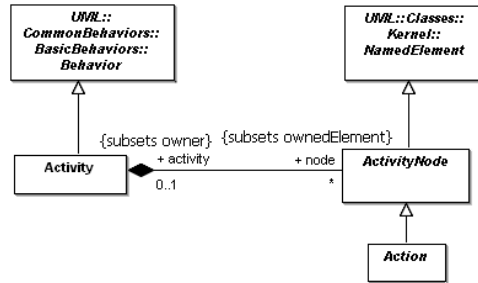 UML::
CommonBehaviors::
BasicBehaviors::
Behavior
UML::Classes::
Kernel::
NamedElement
{subsets owner}
{subsets ownedElement}
Activity
+ activity
+ node
0..1
*
ActivityNode
Action